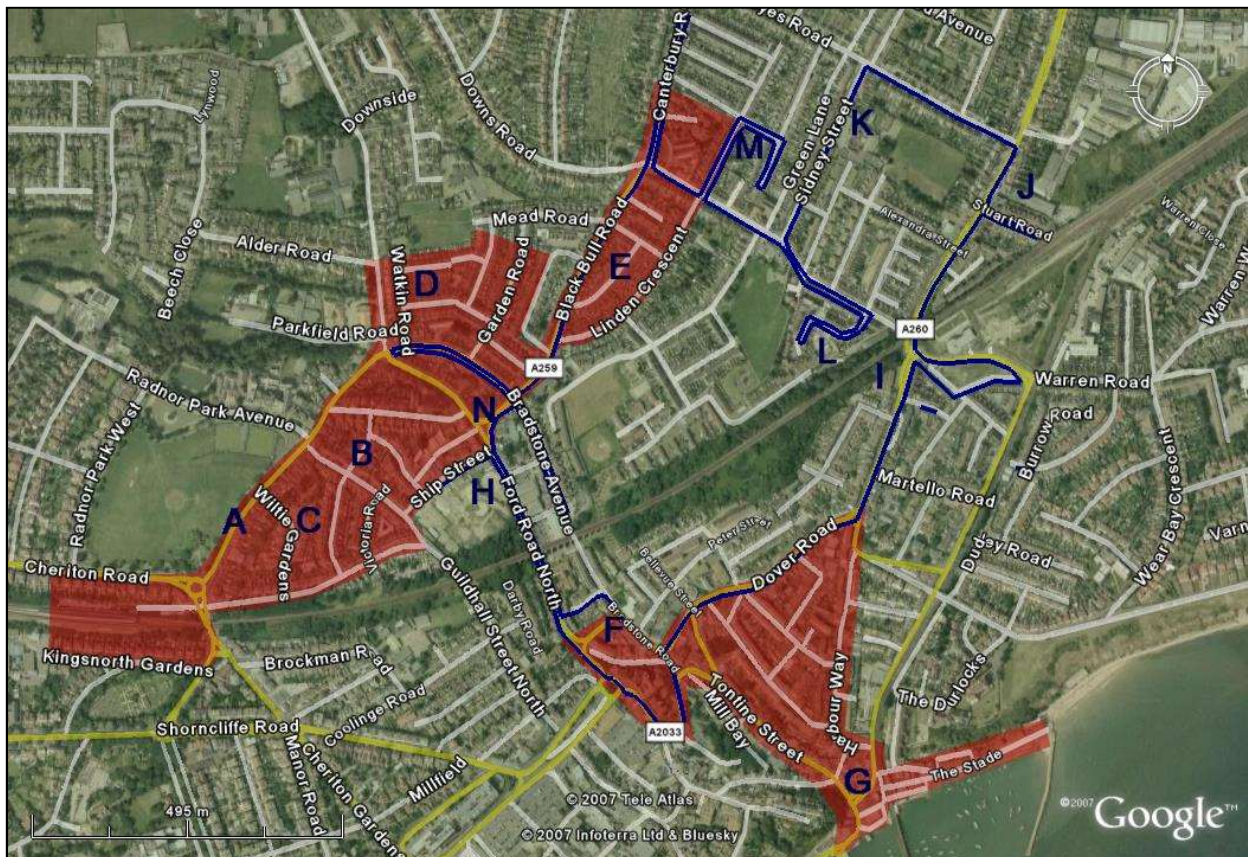 Canterbury R
yes Road
d Avenue
N
Lynwood
Downside
Downs Road
Green Lane
Sidney Street
K
M
J
Stuart Road
Alexandra Street
Warren Close
Warren W
Mead Road
Alder Road
Beech Close
Watkin Road
D
Garden Road
Black Bull Road
E
Linden Crescent
Parkfield Road
A260
L
I
A259
Warren Road
Radnor Park Avenue
Radnor Park West
Bradstone Avenue
N
B
Ship Street
H
Ford Road North
Burrow Road
Wear Bay Crescent
Martello Road
A
Wiltie Gardens
C
Victoria Road
Peter Street
Dover Road
Dudley Road
Varn
Cheriton Road
Bellevue Street
Guildhall Street North
Darby Road
F
Bradstone Road
Kingsnorth Gardens
Brockman Road
Coolinge Road
Shorncliffe Road
Manor Road
Cheriton Gardens
Millfield
A2033
Mill Bay
Tontine Street
Harbour Way
The Durlocks
The Stade
G
495 m
© 2007 Tele Atlas
© 2007 Infoterra Ltd & Bluesky
©2007 Google™